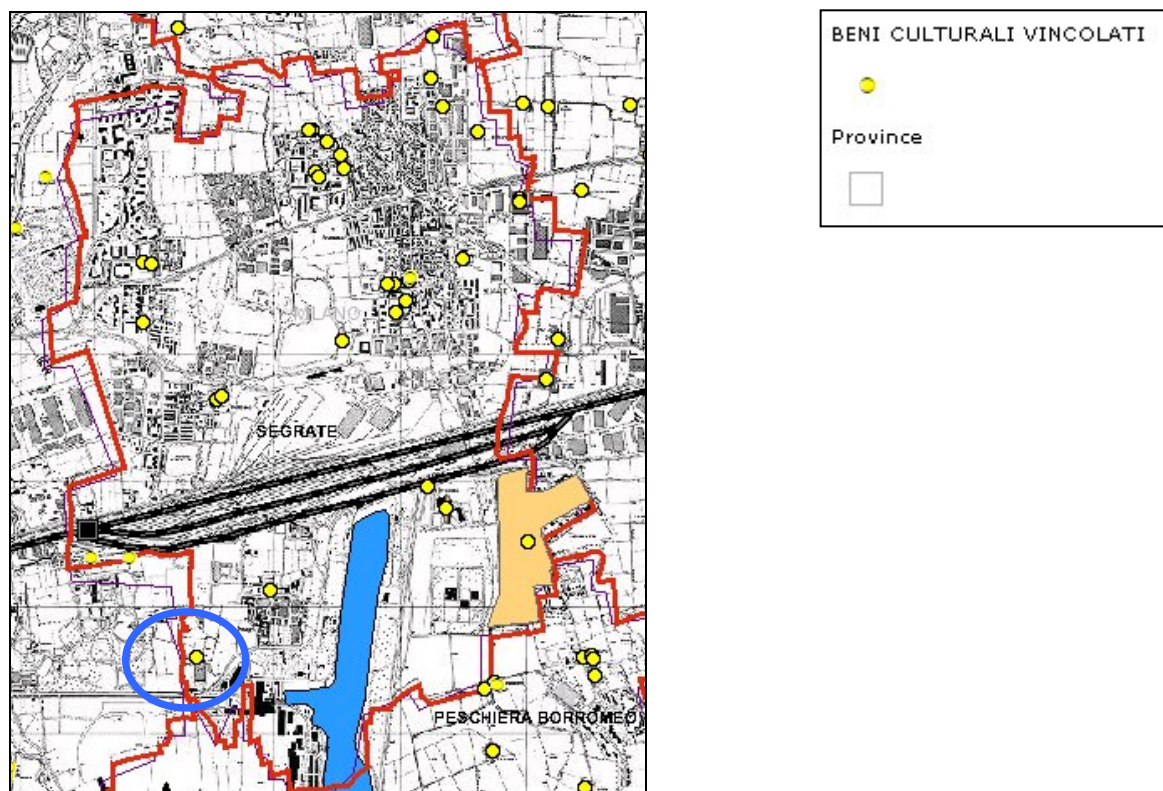 BENI CULTURALI VINCOLATI
Province
MILANO
SEGRATE
PESCHIERA BORROMEO